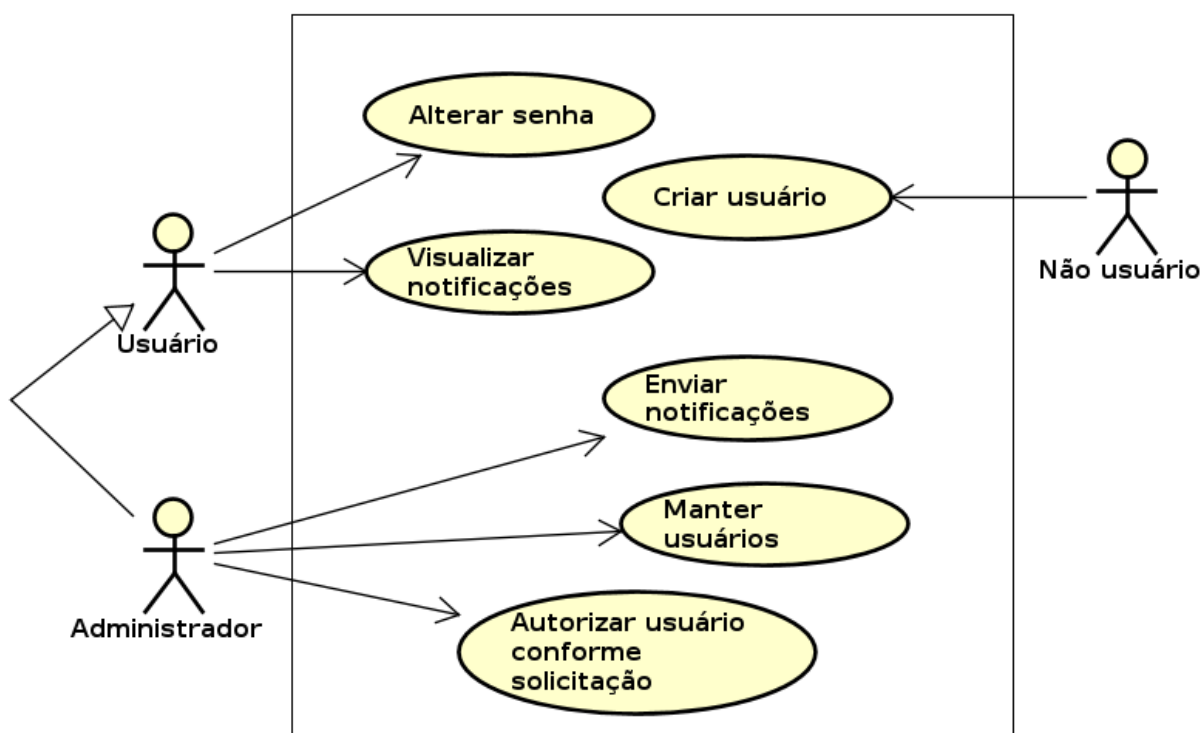 Alterar senha
Criar usuário
Visualizar
notificações
Não usuário
Usuário
Enviar
notificações
Manter
usuários
Administrador
Autorizar usuário
conforme
solicitação